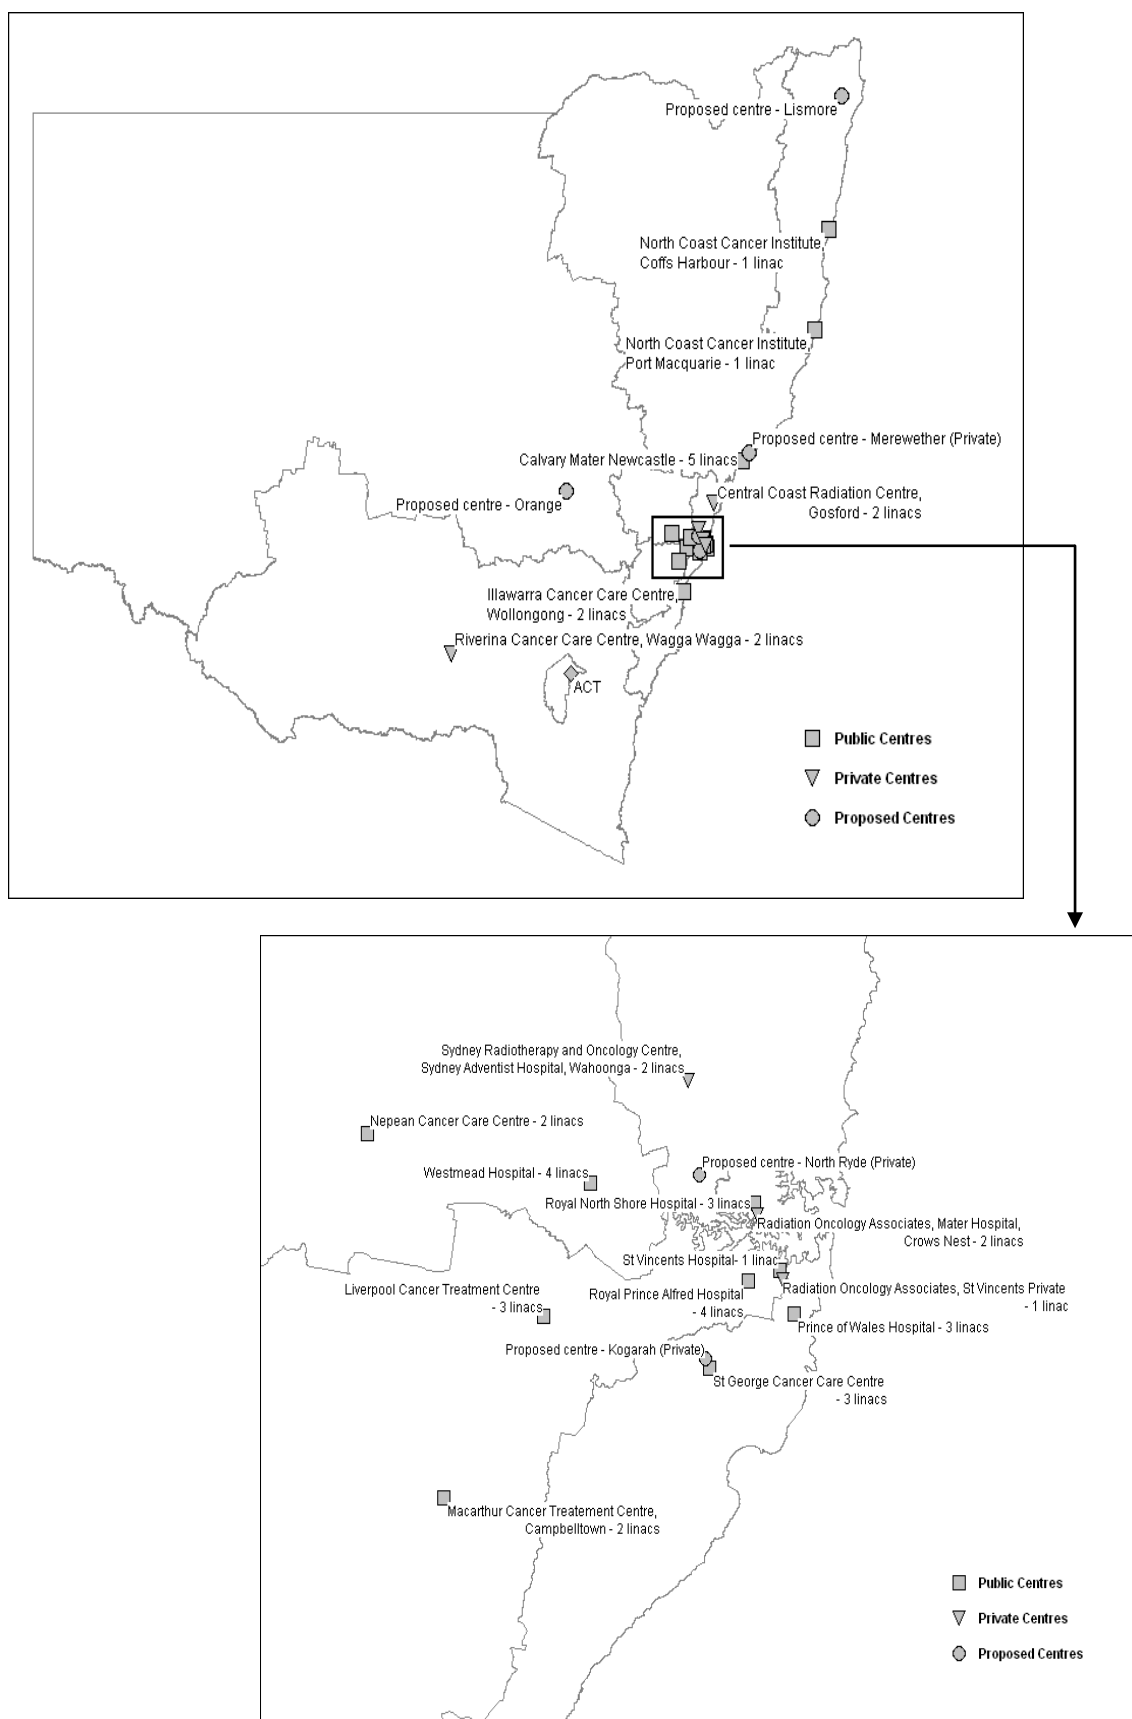 Proposed centre - Lismore
North Coast Cancer Institute,
Coffs Harbour - 1 linac
North Coast Cancer Institute,
Port Macquarie - 1 linac
Proposed centre - Merewether (Private)
Calvary Mater Newcastle - 5 linacs
Central Coast Radiation Centre,
Gosford - 2 linacs
Proposed centre - Orange
Illawarra Cancer Care Centre,
Wollongong - 2 linacs
Riverina Cancer Care Centre, Wagga Wagga - 2 linacs
ACT
Public Centres
Private Centres
Proposed Centres
Sydney Radiotherapy and Oncology Centre,
Sydney Adventist Hospital, Wahoonga - 2 linacs
Nepean Cancer Care Centre - 2 linacs
Proposed centre - North Ryde (Private)
Westmead Hospital - 4 linacs
Royal North Shore Hospital - 3 linacs
Radiation Oncology Associates, Mater Hospital,
Crows Nest - 2 linacs
St Vincents Hospital- 1 linac
Radiation Oncology Associates, St Vincents Private
- 1 linac
Liverpool Cancer Treatment Centre
- 3 linacs
Royal Prince Alfred Hospital
- 4 linacs
Prince of Wales Hospital - 3 linacs
Proposed centre - Kogarah (Private)
St George Cancer Care Centre
- 3 linacs
Macarthur Cancer Treatement Centre,
Campbelltown - 2 linacs
Public Centres
Private Centres
Proposed Centres